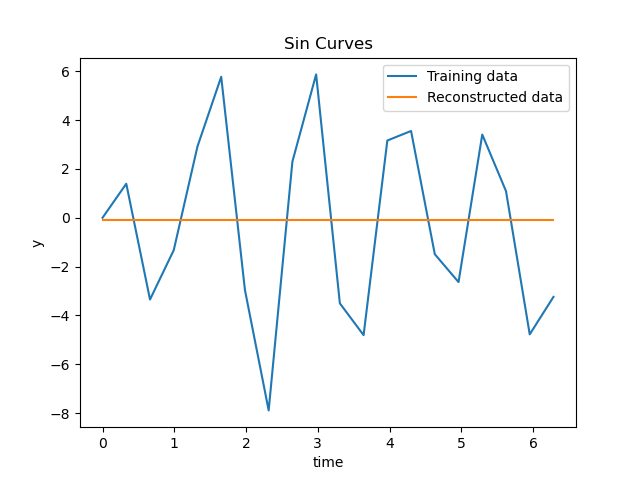 Sin Curves
Training data
Reconstructed data
6
4
2
0
−2
−4
−6
−8
y
0 1 2 3 4 5 6
time